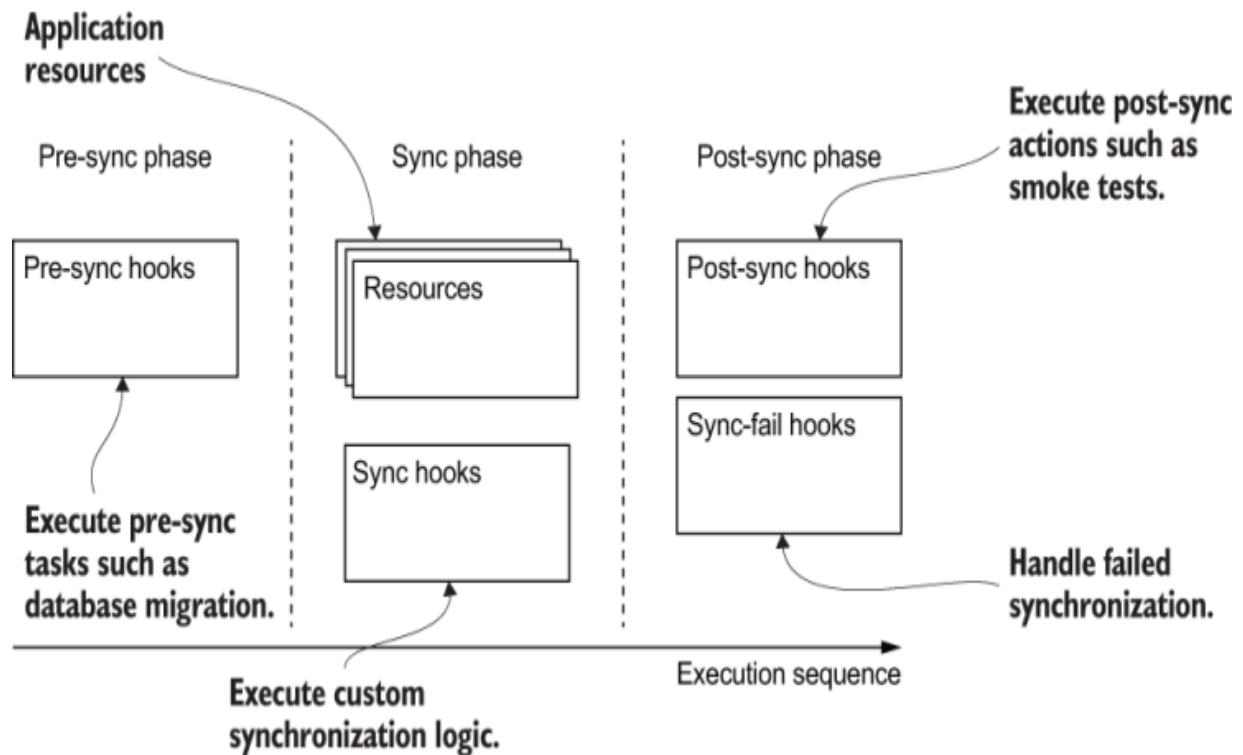 Application
resources
Execute post-sync
actions such as
smoke tests.
Pre-sync phase
Sync phase
Post-sync phase
Pre-sync hooks
Resources
Post-sync hooks
Sync-fail hooks
Sync hooks
Execute pre-sync
tasks such as
database migration.
Handle failed
synchronization.
Execution sequence
Execute custom
synchronization logic.